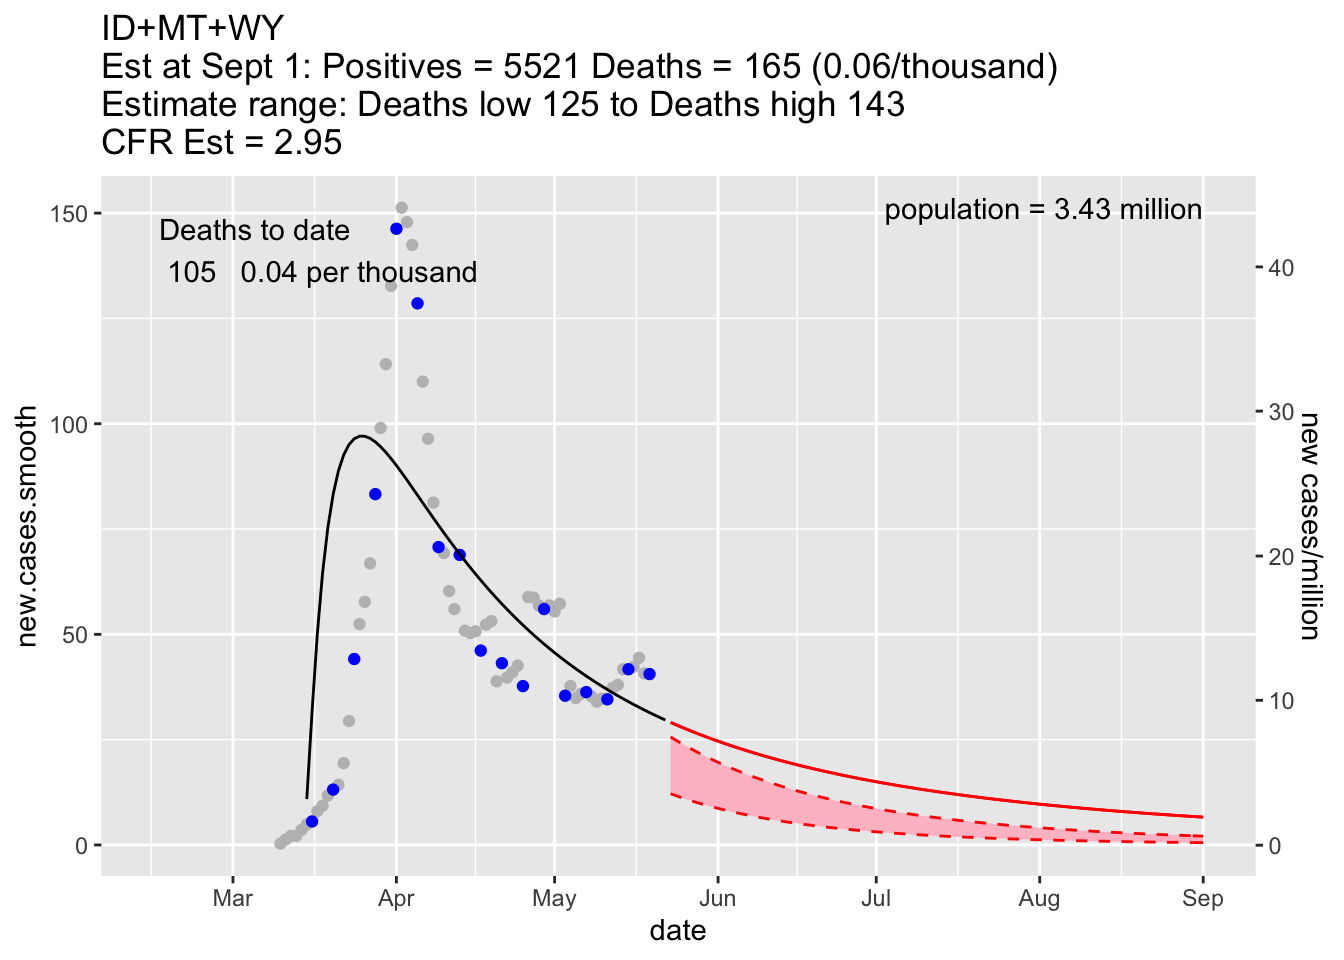 ID+MT+WY
Est at Sept 1: Positives = 5521 Deaths = 165 (0.06/thousand)
Estimate range: Deaths low 125 to Deaths high 143
CFR Est = 2.95
Deaths to date
105 0.04 per thousand
population = 3.43 million
150
100
50
0
new.cases.smooth
40
30
20
10
0
new cases/million
Mar Apr May Jun Jul Aug Sep
date